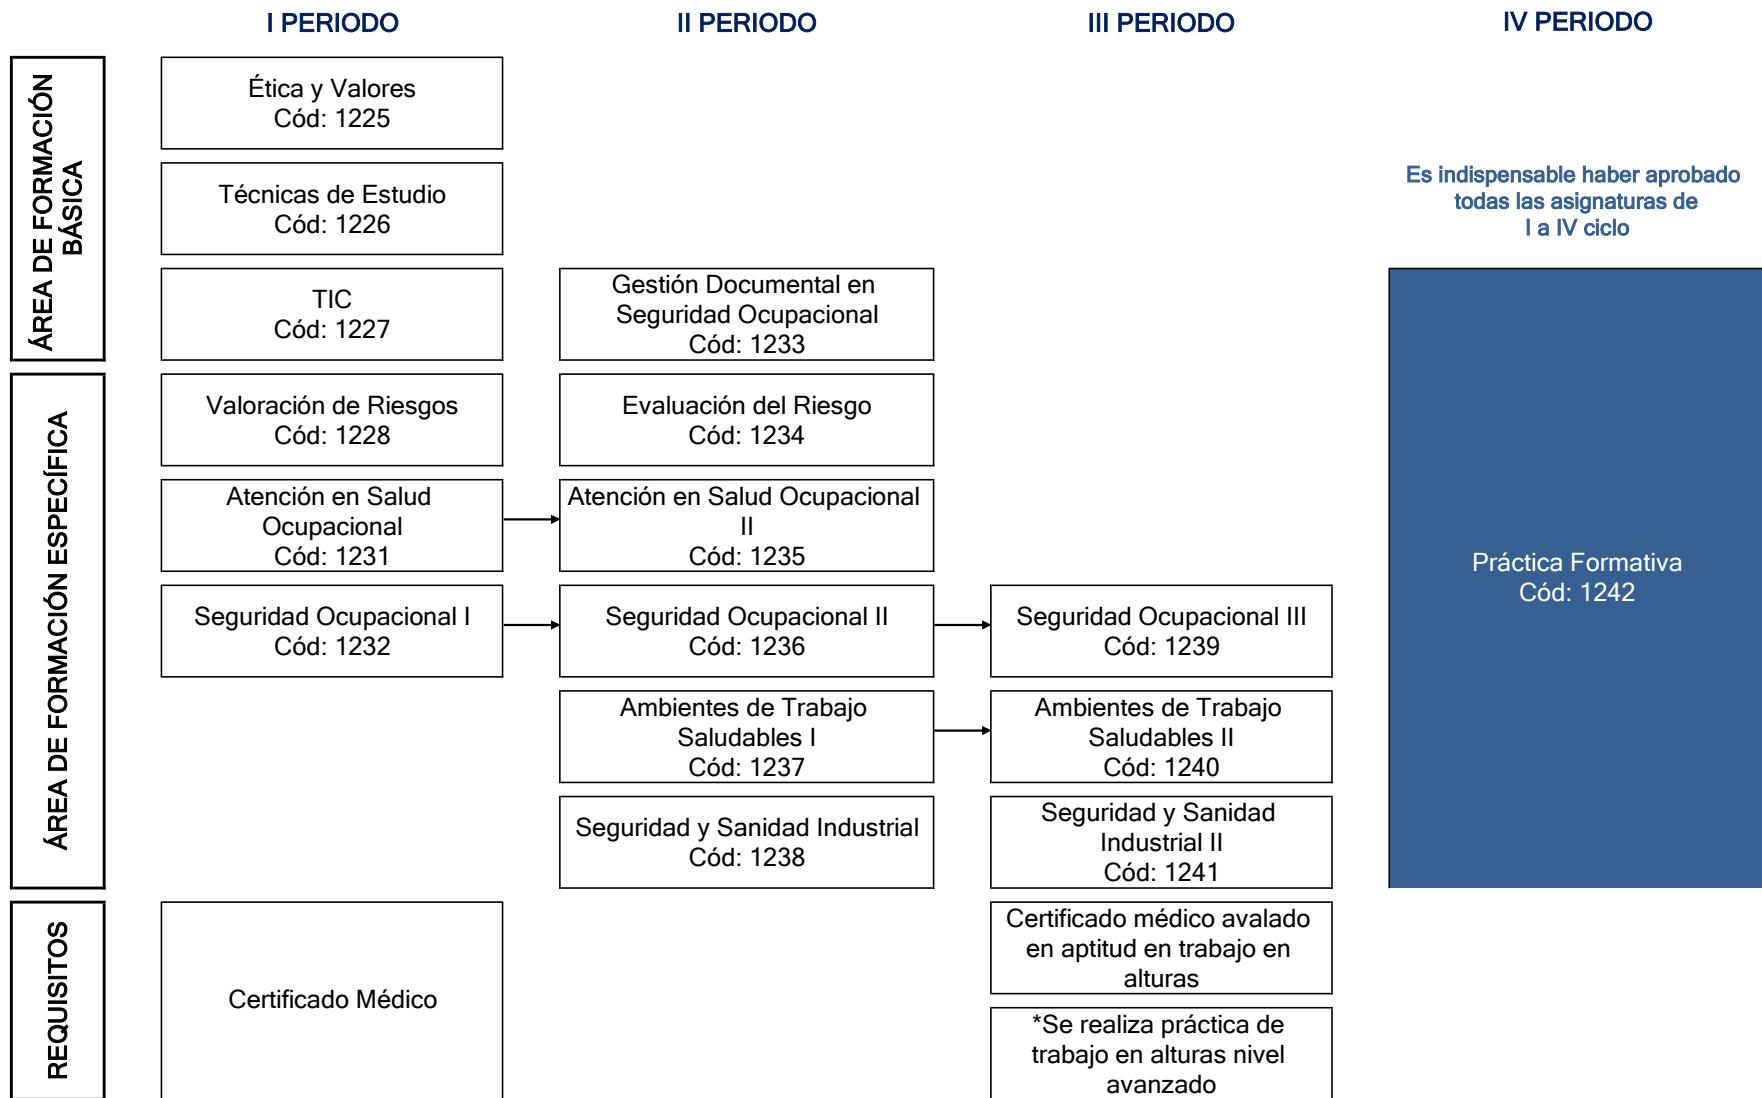 I PERIODO
II PERIODO
III PERIODO
IV PERIODO
ÁREA DE FORMACIÓN
BÁSICA
Ética y Valores
Cód: 1225
Técnicas de Estudio
Cód: 1226
Es indispensable haber aprobado
todas las asignaturas de
I a IV ciclo
TIC
Cód: 1227
Gestión Documental en
Seguridad Ocupacional
Cód: 1233
ÁREA DE FORMACIÓN ESPECÍFICA
Valoración de Riesgos
Cód: 1228
Evaluación del Riesgo
Cód: 1234
Atención en Salud
Ocupacional
Cód: 1231
Atención en Salud Ocupacional
II
Cód: 1235
Práctica Formativa
Cód: 1242
Seguridad Ocupacional I
Cód: 1232
Seguridad Ocupacional II
Cód: 1236
Seguridad Ocupacional III
Cód: 1239
Ambientes de Trabajo
Saludables I
Cód: 1237
Ambientes de Trabajo
Saludables II
Cód: 1240
Seguridad y Sanidad Industrial
Cód: 1238
Seguridad y Sanidad
Industrial II
Cód: 1241
REQUISITOS
Certificado Médico
Certificado médico avalado
en aptitud en trabajo en
alturas
*Se realiza práctica de
trabajo en alturas nivel
avanzado